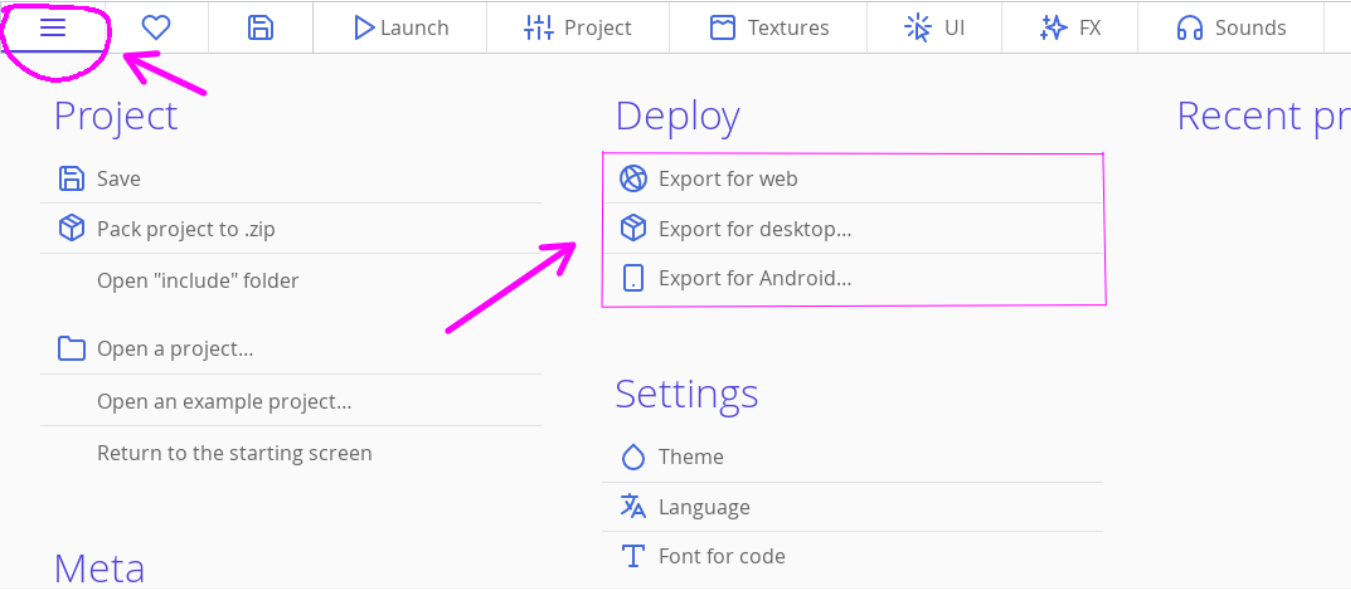 Launch Project Textures UI FX Sounds
Project
Save
Pack project to .zip
Open "include" folder
Open a project...
Open an example project...
Return to the starting screen
Meta
Deploy
Export for web
Export for desktop...
Export for Android...
Settings
Theme
Language
Font for code
Recent pr